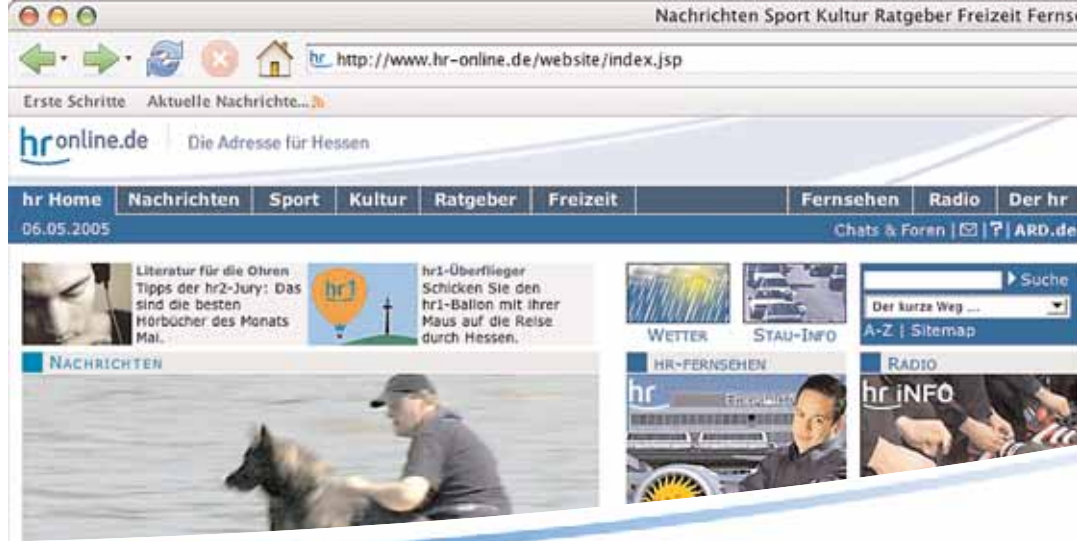 Nachrichten Sport Kultur Ratgeber Freizeit Ferns
hr http://www.hr-online.de/website/index.jsp
Erste Schritte Aktuelle Nachrichte...
hr online.de Die Adresse für Hessen
hr Home Nachrichten Sport Kultur Ratgeber Freizeit Fernsehen Radio Der hr
06.05.2005 Chats & Foren | ? | ARD.de
Literatur für die Ohren
Tipps der hr2-Jury: Das
sind die besten
Hörbücher des Monats
Mai.
hr1
hr1-Überflieger
Schicken Sie den
hr1-Ballon mit Ihrer
Maus auf die Reise
durch Hessen.
WETTER
STAU-INFO
Suche
Der kurze Weg ...
A-Z | Sitemap
NACHRICHTEN
HR-FERNSEHEN
hr
RADIO
hr iNFO